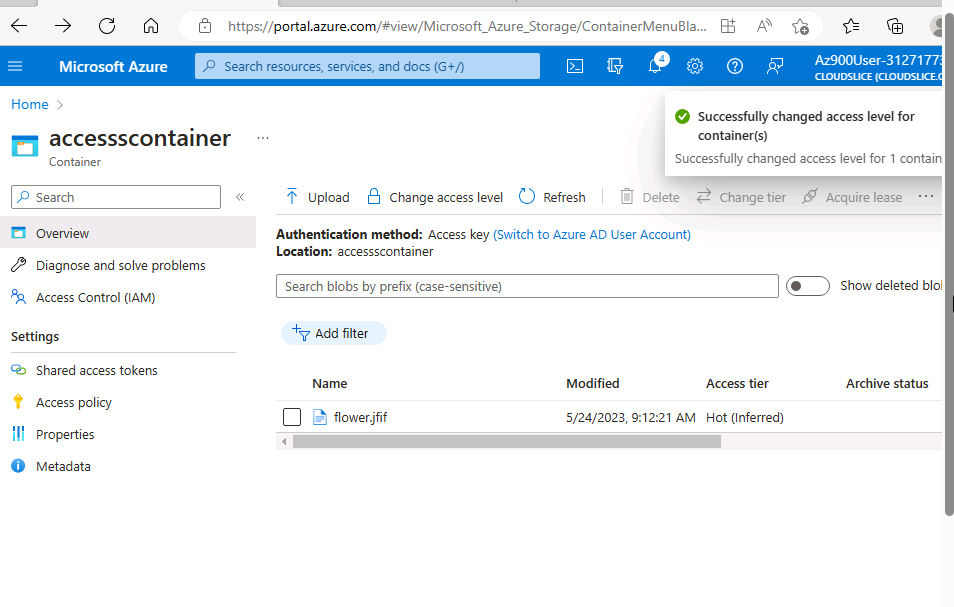 https://portal.azure.com/#view/Microsoft_Azure_Storage/ContainerMenuBla...
Microsoft Azure
Search resources, services, and docs (G+/)
4
Az900User-3127177
CLOUDSLICE (CLOUDSLICE.
Home
Successfully changed access level for
container(s)
Successfully changed access level for 1 contain
accessscontainer
...
Container
Search
Upload
Change access level
Refresh
Delete
Change tier
Acquire lease
...
Overview
Diagnose and solve problems
Access Control (IAM)
Settings
Shared access tokens
Access policy
Properties
Metadata
Authentication method: Access key (Switch to Azure AD User Account)
Location: accessscontainer
Search blobs by prefix (case-sensitive)
Show deleted blo
Add filter
Name Modified Access tier Archive status
flower.jfif 5/24/2023, 9:12:21 AM Hot (Inferred)